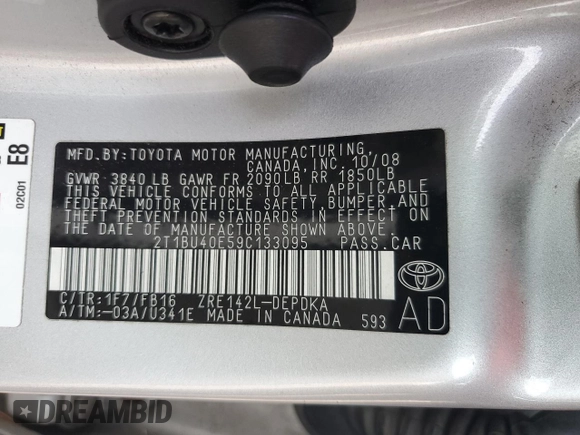 MFD.BY:TOYOTA MOTOR MANUFACTURING,
CANADA, INC. 10/08
GVWR 3840 LB GAWR FR 2090LB RR 1850LB
THIS VEHICLE CONFORMS TO ALL APPLICABLE
FEDERAL MOTOR VEHICLE SAFETY, BUMPER, AND
THEFT PREVENTION STANDARDS IN EFFECT ON
THE DATE OF MANUFACTURE SHOWN ABOVE.
2T1BU40E59C133095 PASS.CAR
C/TR:1F7/FB16 ZRE142L-DEPDKA
A/TM:-03A/U341E MADE IN CANADA 593
AD
E8
02C01
DREAMBID